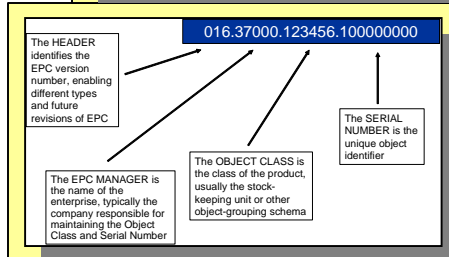 016.37000.123456.100000000
The HEADER
identifies the
EPC version
number, enabling
different types
and future
revisions of EPC
The EPC MANAGER is
the name of the
enterprise, typically the
company responsible for
maintaining the Object
Class and Serial Number
The OBJECT CLASS is
the class of the product,
usually the stock-
keeping unit or other
object-grouping schema
The SERIAL
NUMBER is the
unique object
identifier